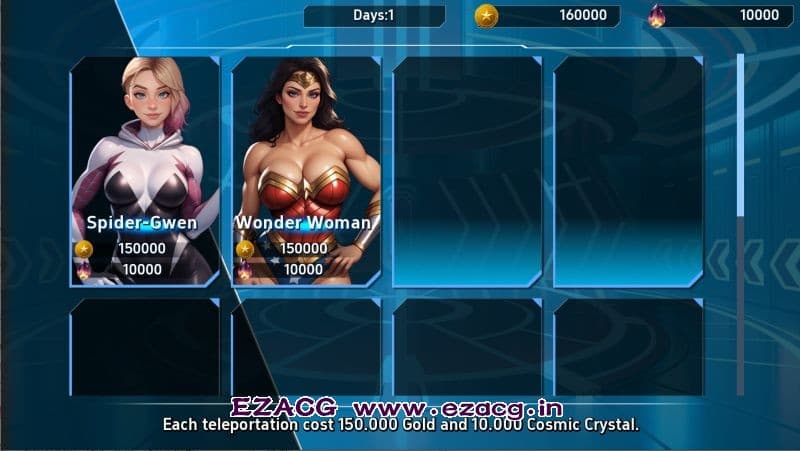 Days:1
160000
10000
Spider-Gwen
150000
10000
Wonder Woman
150000
10000
EZACG www.ezacg.in
Each teleportation cost 150.000 Gold and 10.000 Cosmic Crystal.